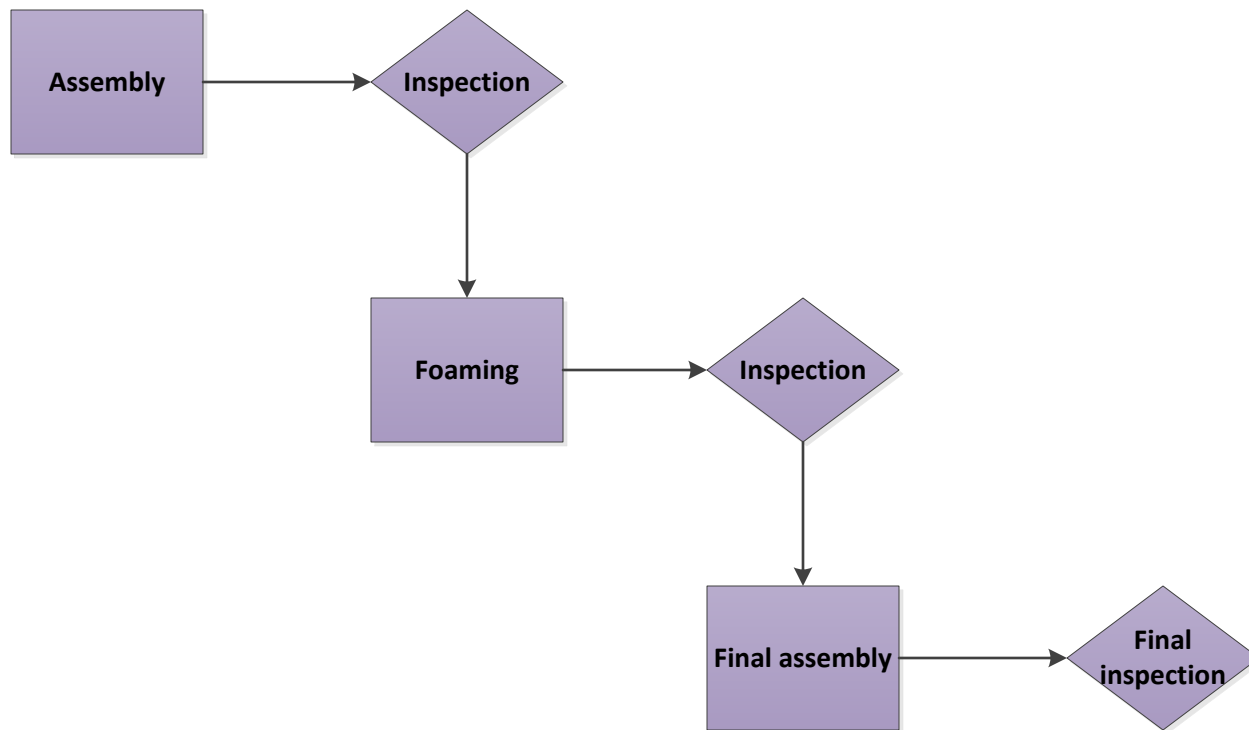 Assembly
Inspection
Foaming
Inspection
Final assembly
Final
inspection